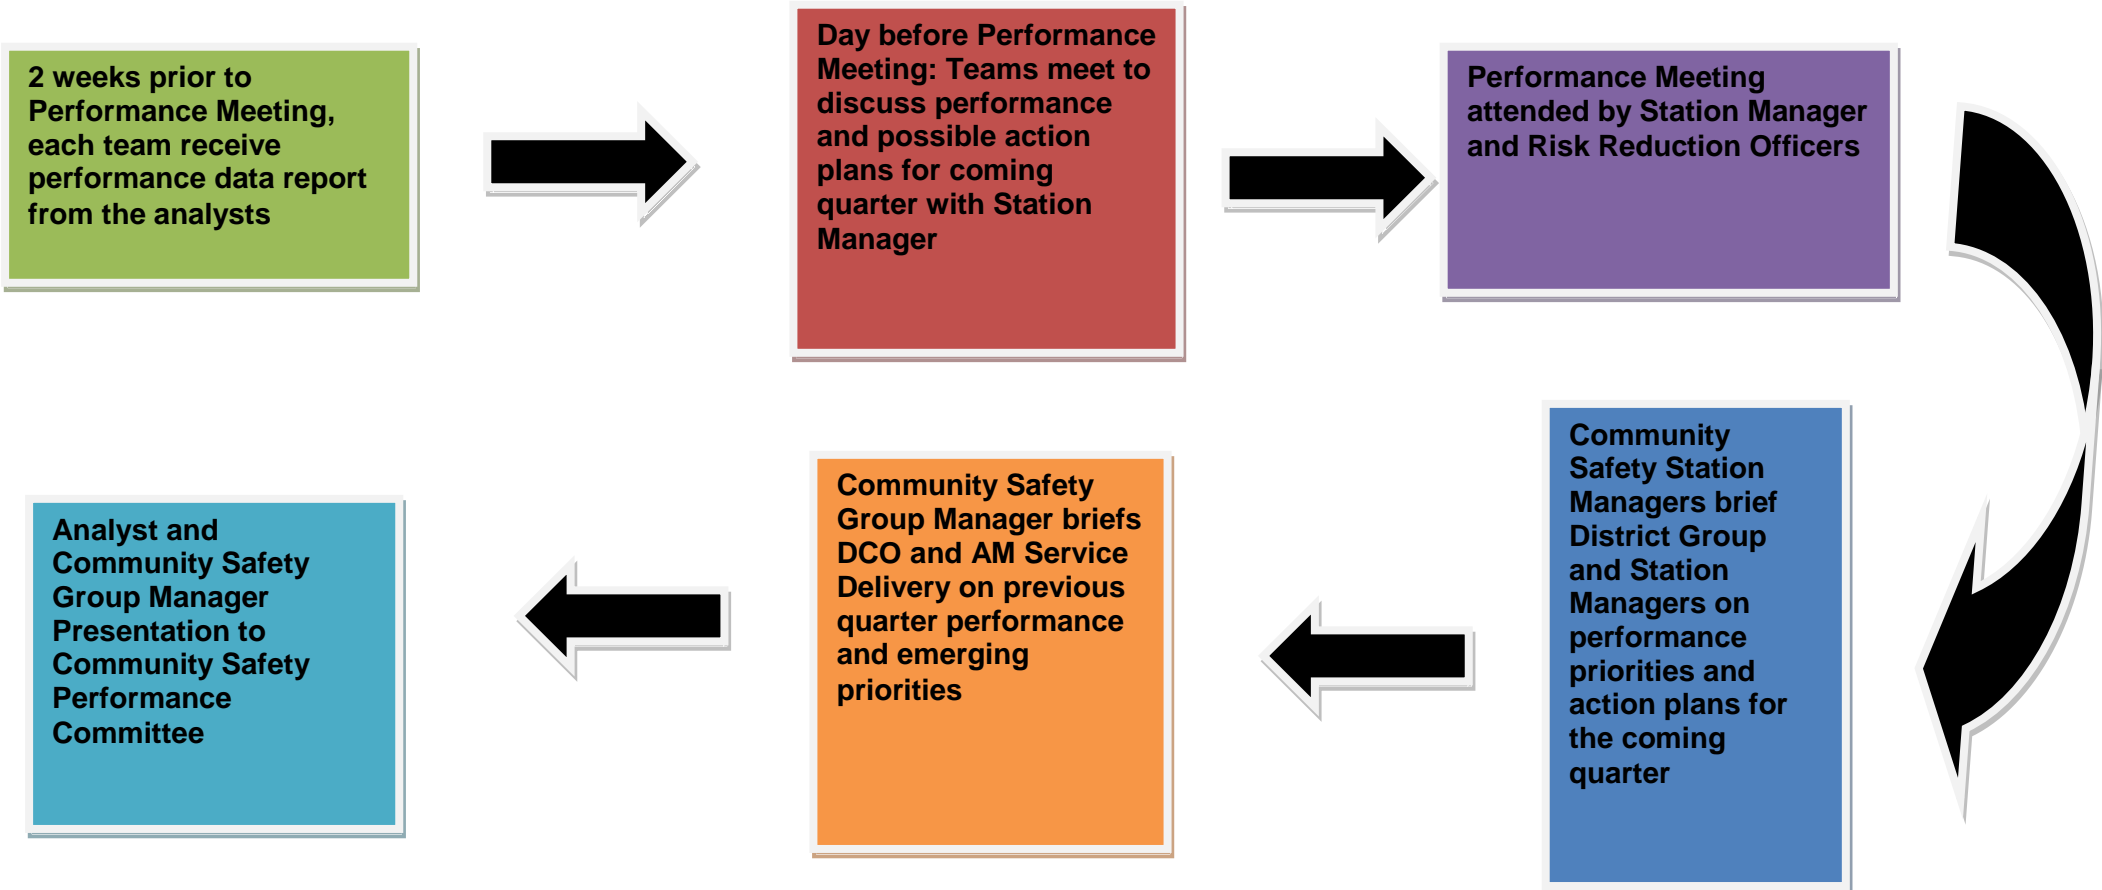 2 weeks prior to
Performance Meeting,
each team receive
performance data report
from the analysts
Day before Performance
Meeting: Teams meet to
discuss performance
and possible action
plans for coming
quarter with Station
Manager
Performance Meeting
attended by Station Manager
and Risk Reduction Officers
Community
Safety Station
Managers brief
District Group
and Station
Managers on
performance
priorities and
action plans for
the coming
quarter
Community Safety
Group Manager briefs
DCO and AM Service
Delivery on previous
quarter performance
and emerging
priorities
Analyst and
Community Safety
Group Manager
Presentation to
Community Safety
Performance
Committee